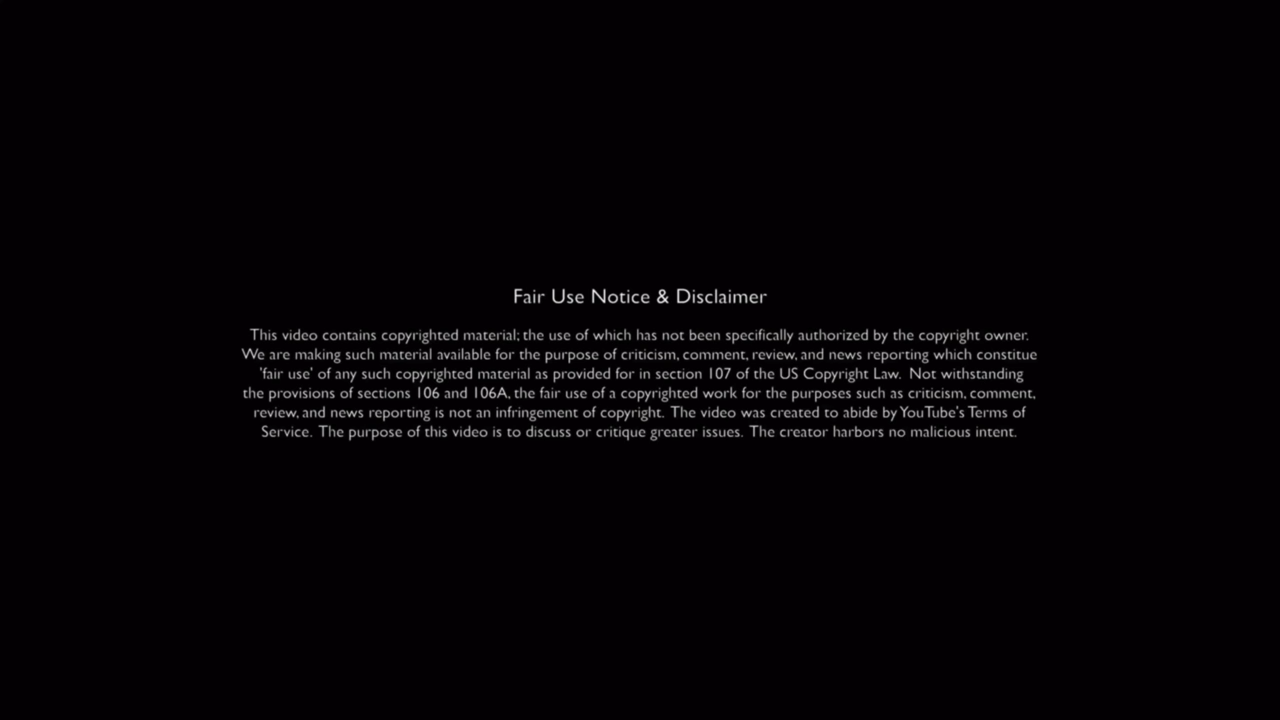 Fair Use Notice & Disclaimer
This video contains copyrighted material; the use of which has not been specifically authorized by the copyright owner.
We are making such material available for the purpose of criticism, comment, review, and news reporting which constitue
'fair use' of any such copyrighted material as provided for in section 107 of the US Copyright Law. Not withstanding
the provisions of sections 106 and 106A, the fair use of a copyrighted work for the purposes such as criticism, comment,
review, and news reporting is not an infringement of copyright. The video was created to abide by YouTube's Terms of
Service. The purpose of this video is to discuss or critique greater issues. The creator harbors no malicious intent.